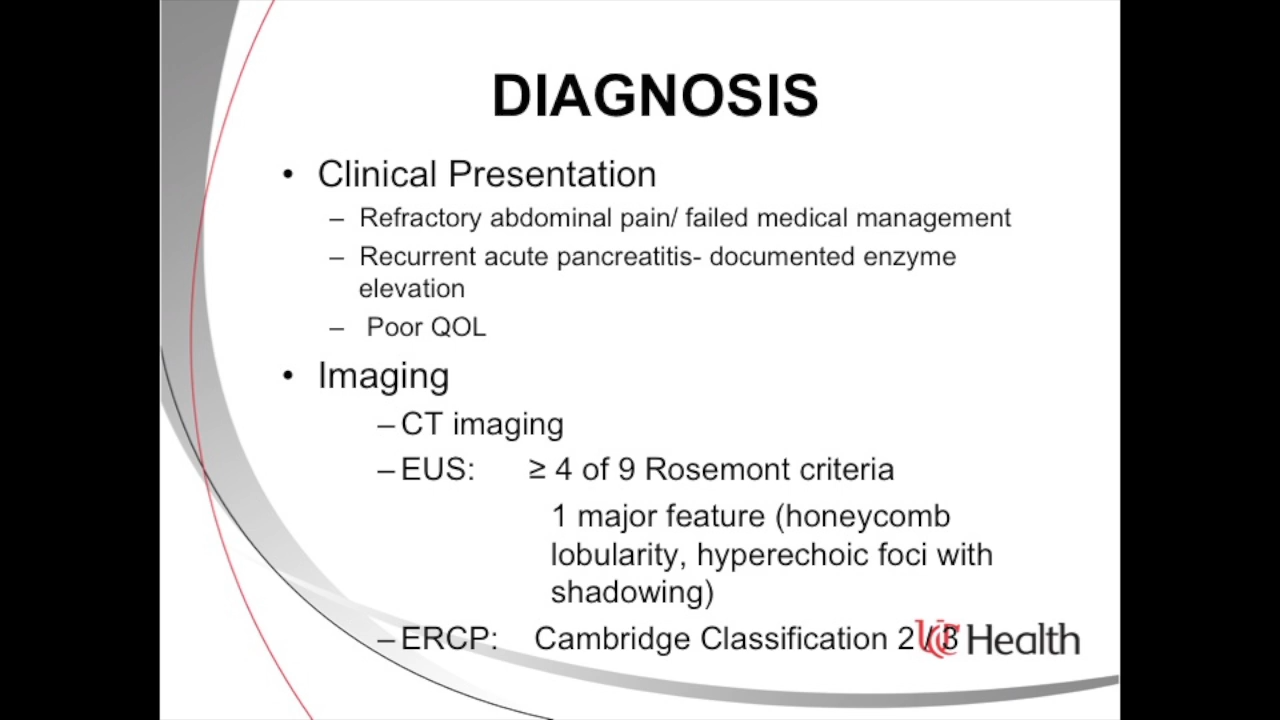 DIAGNOSIS
• Clinical Presentation
– Refractory abdominal pain/ failed medical management
– Recurrent acute pancreatitis- documented enzyme
elevation
– Poor QOL
• Imaging
– CT imaging
– EUS: ≥ 4 of 9 Rosemont criteria
1 major feature (honeycomb
lobularity, hyperechoic foci with
shadowing)
– ERCP: Cambridge Classification 2 / 3
UC Health